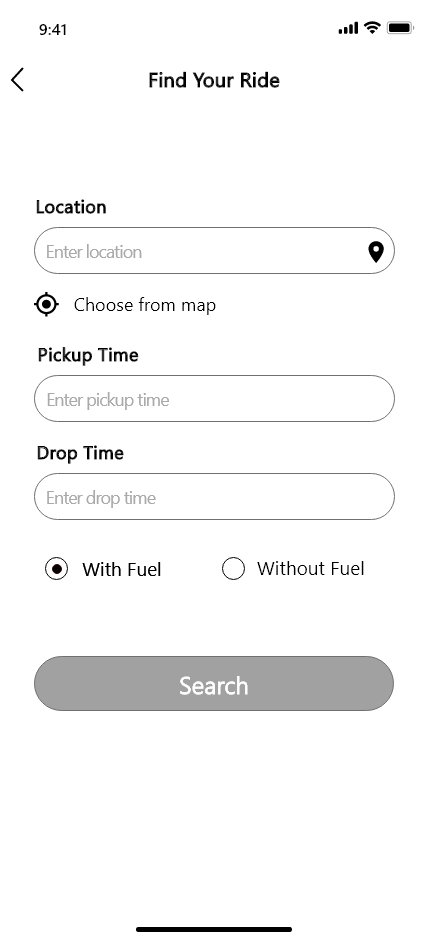 9:41
Find Your Ride
Location
Enter location
Choose from map
Pickup Time
Enter pickup time
Drop Time
Enter drop time
With Fuel Without Fuel
Search